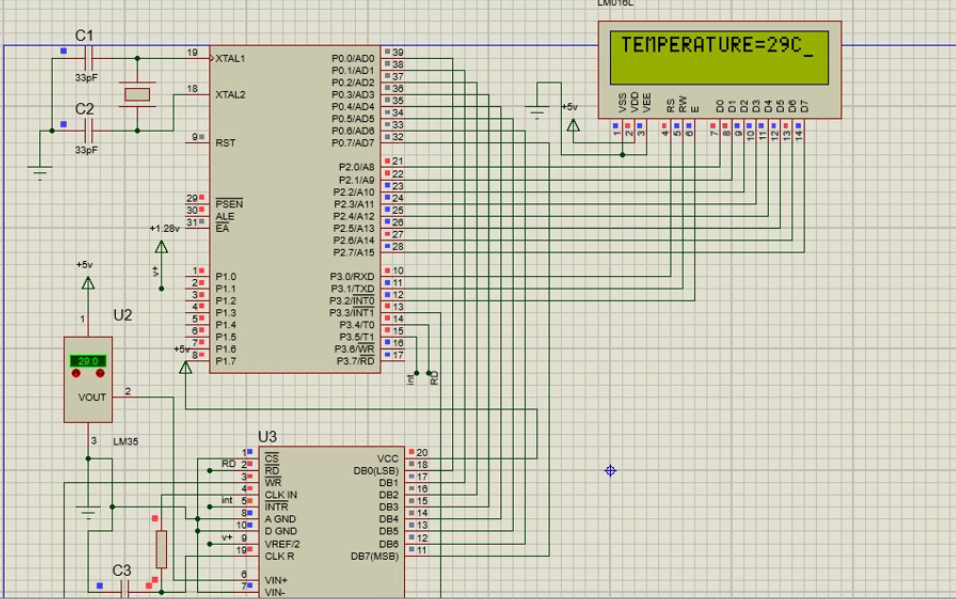 LM016L
C1
33pF
C2
33pF
19 XTAL1
18 XTAL2
9 RST
29 PSEN
30 ALE
31 EA
1 P1.0
2 P1.1
3 P1.2
4 P1.3
5 P1.4
6 P1.5
7 P1.6
8 P1.7
P0.0/AD0 39
P0.1/AD1 38
P0.2/AD2 37
P0.3/AD3 36
P0.4/AD4 35
P0.5/AD5 34
P0.6/AD6 33
P0.7/AD7 32
P2.0/A8 21
P2.1/A9 22
P2.2/A10 23
P2.3/A11 24
P2.4/A12 25
P2.5/A13 26
P2.6/A14 27
P2.7/A15 28
P3.0/RXD 10
P3.1/TXD 11
P3.2/INT0 12
P3.3/INT1 13
P3.4/T0 14
P3.5/T1 15
P3.6/WR 16
P3.7/RD 17
int
RD
TEMPERATURE=29C_
VSS VDD VEE RS RW E D0 D1 D2 D3 D4 D5 D6 D7
1 2 3 4 5 6 7 8 9 10 11 12 13 14
+5v
+1.28v
v+
+5v
+5v
1
U2
29.0
VOUT
2
3
LM35
U3
1 CS
RD 2 RD
3 WR
4 CLK IN
int 5 INTR
8 A GND
10 D GND
v+ 9 VREF/2
19 CLK R
6 VIN+
7 VIN-
VCC 20
DB0(LSB) 18
DB1 17
DB2 16
DB3 15
DB4 14
DB5 13
DB6 12
DB7(MSB) 11
C3